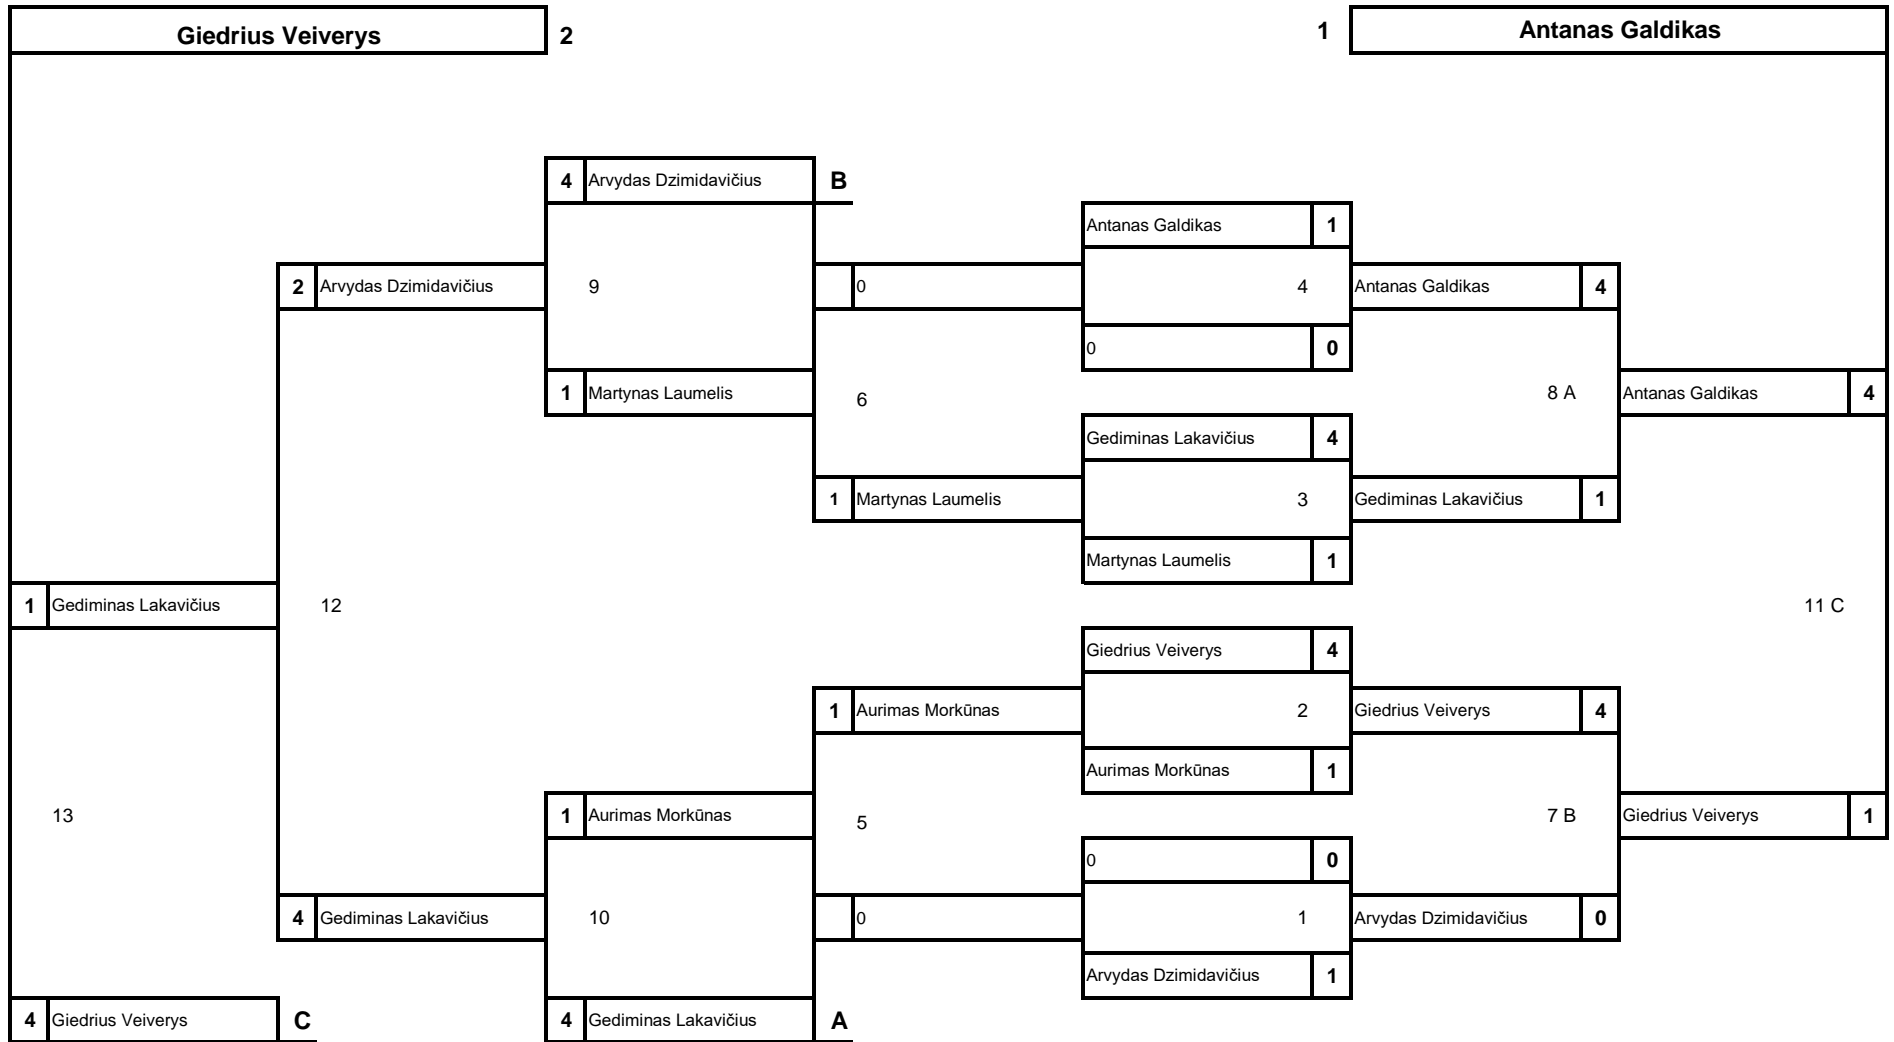 Giedrius Veiverys 2 1 Antanas Galdikas
4 Arvydas Dzimidavičius B
Antanas Galdikas 1
2 Arvydas Dzimidavičius 9 0 4 Antanas Galdikas 4
0 0
1 Martynas Laumelis 6 8 A Antanas Galdikas 4
Gediminas Lakavičius 4
1 Martynas Laumelis 3 Gediminas Lakavičius 1
Martynas Laumelis 1
1 Gediminas Lakavičius 12 11 C
Giedrius Veiverys 4
1 Aurimas Morkūnas 2 Giedrius Veiverys 4
Aurimas Morkūnas 1
13 1 Aurimas Morkūnas 5 7 B Giedrius Veiverys 1
0 0
4 Gediminas Lakavičius 10 0 1 Arvydas Dzimidavičius 0
Arvydas Dzimidavičius 1
4 Giedrius Veiverys C 4 Gediminas Lakavičius A